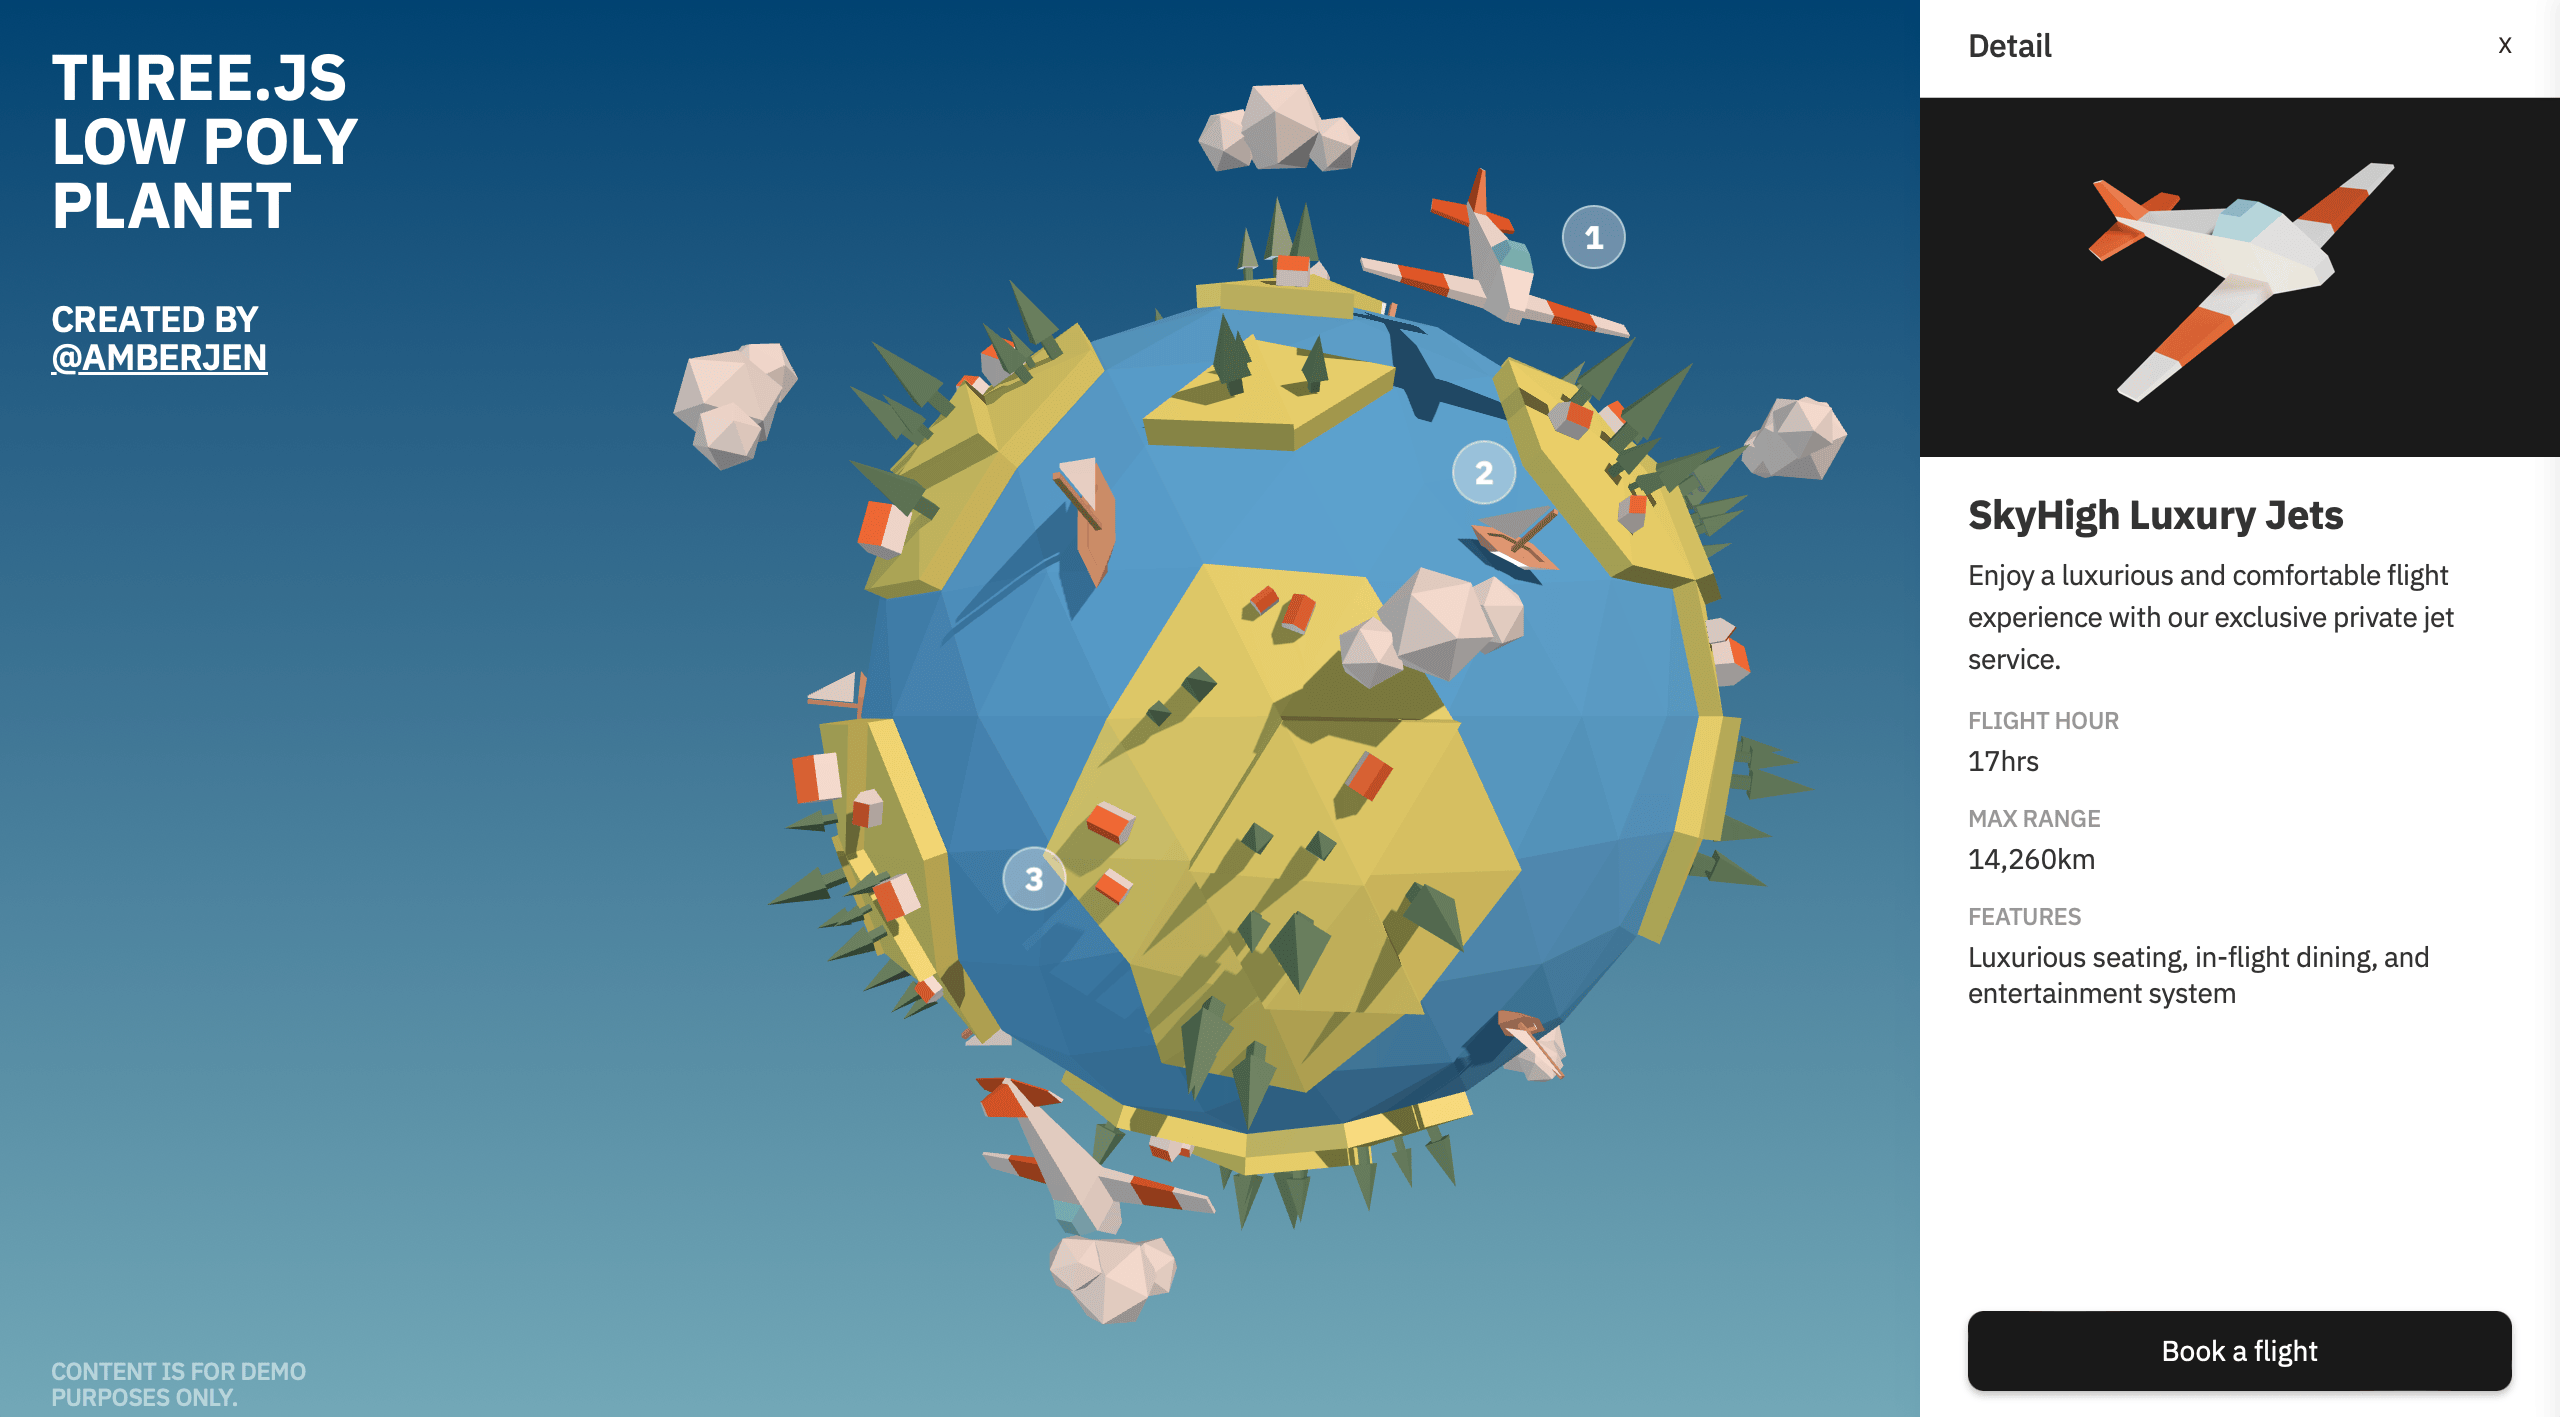 THREE.JS
LOW POLY
PLANET
CREATED BY
@AMBERJEN
1
2
3
CONTENT IS FOR DEMO
PURPOSES ONLY.
Detail
X
SkyHigh Luxury Jets
Enjoy a luxurious and comfortable flight
experience with our exclusive private jet
service.
FLIGHT HOUR
17hrs
MAX RANGE
14,260km
FEATURES
Luxurious seating, in-flight dining, and
entertainment system
Book a flight